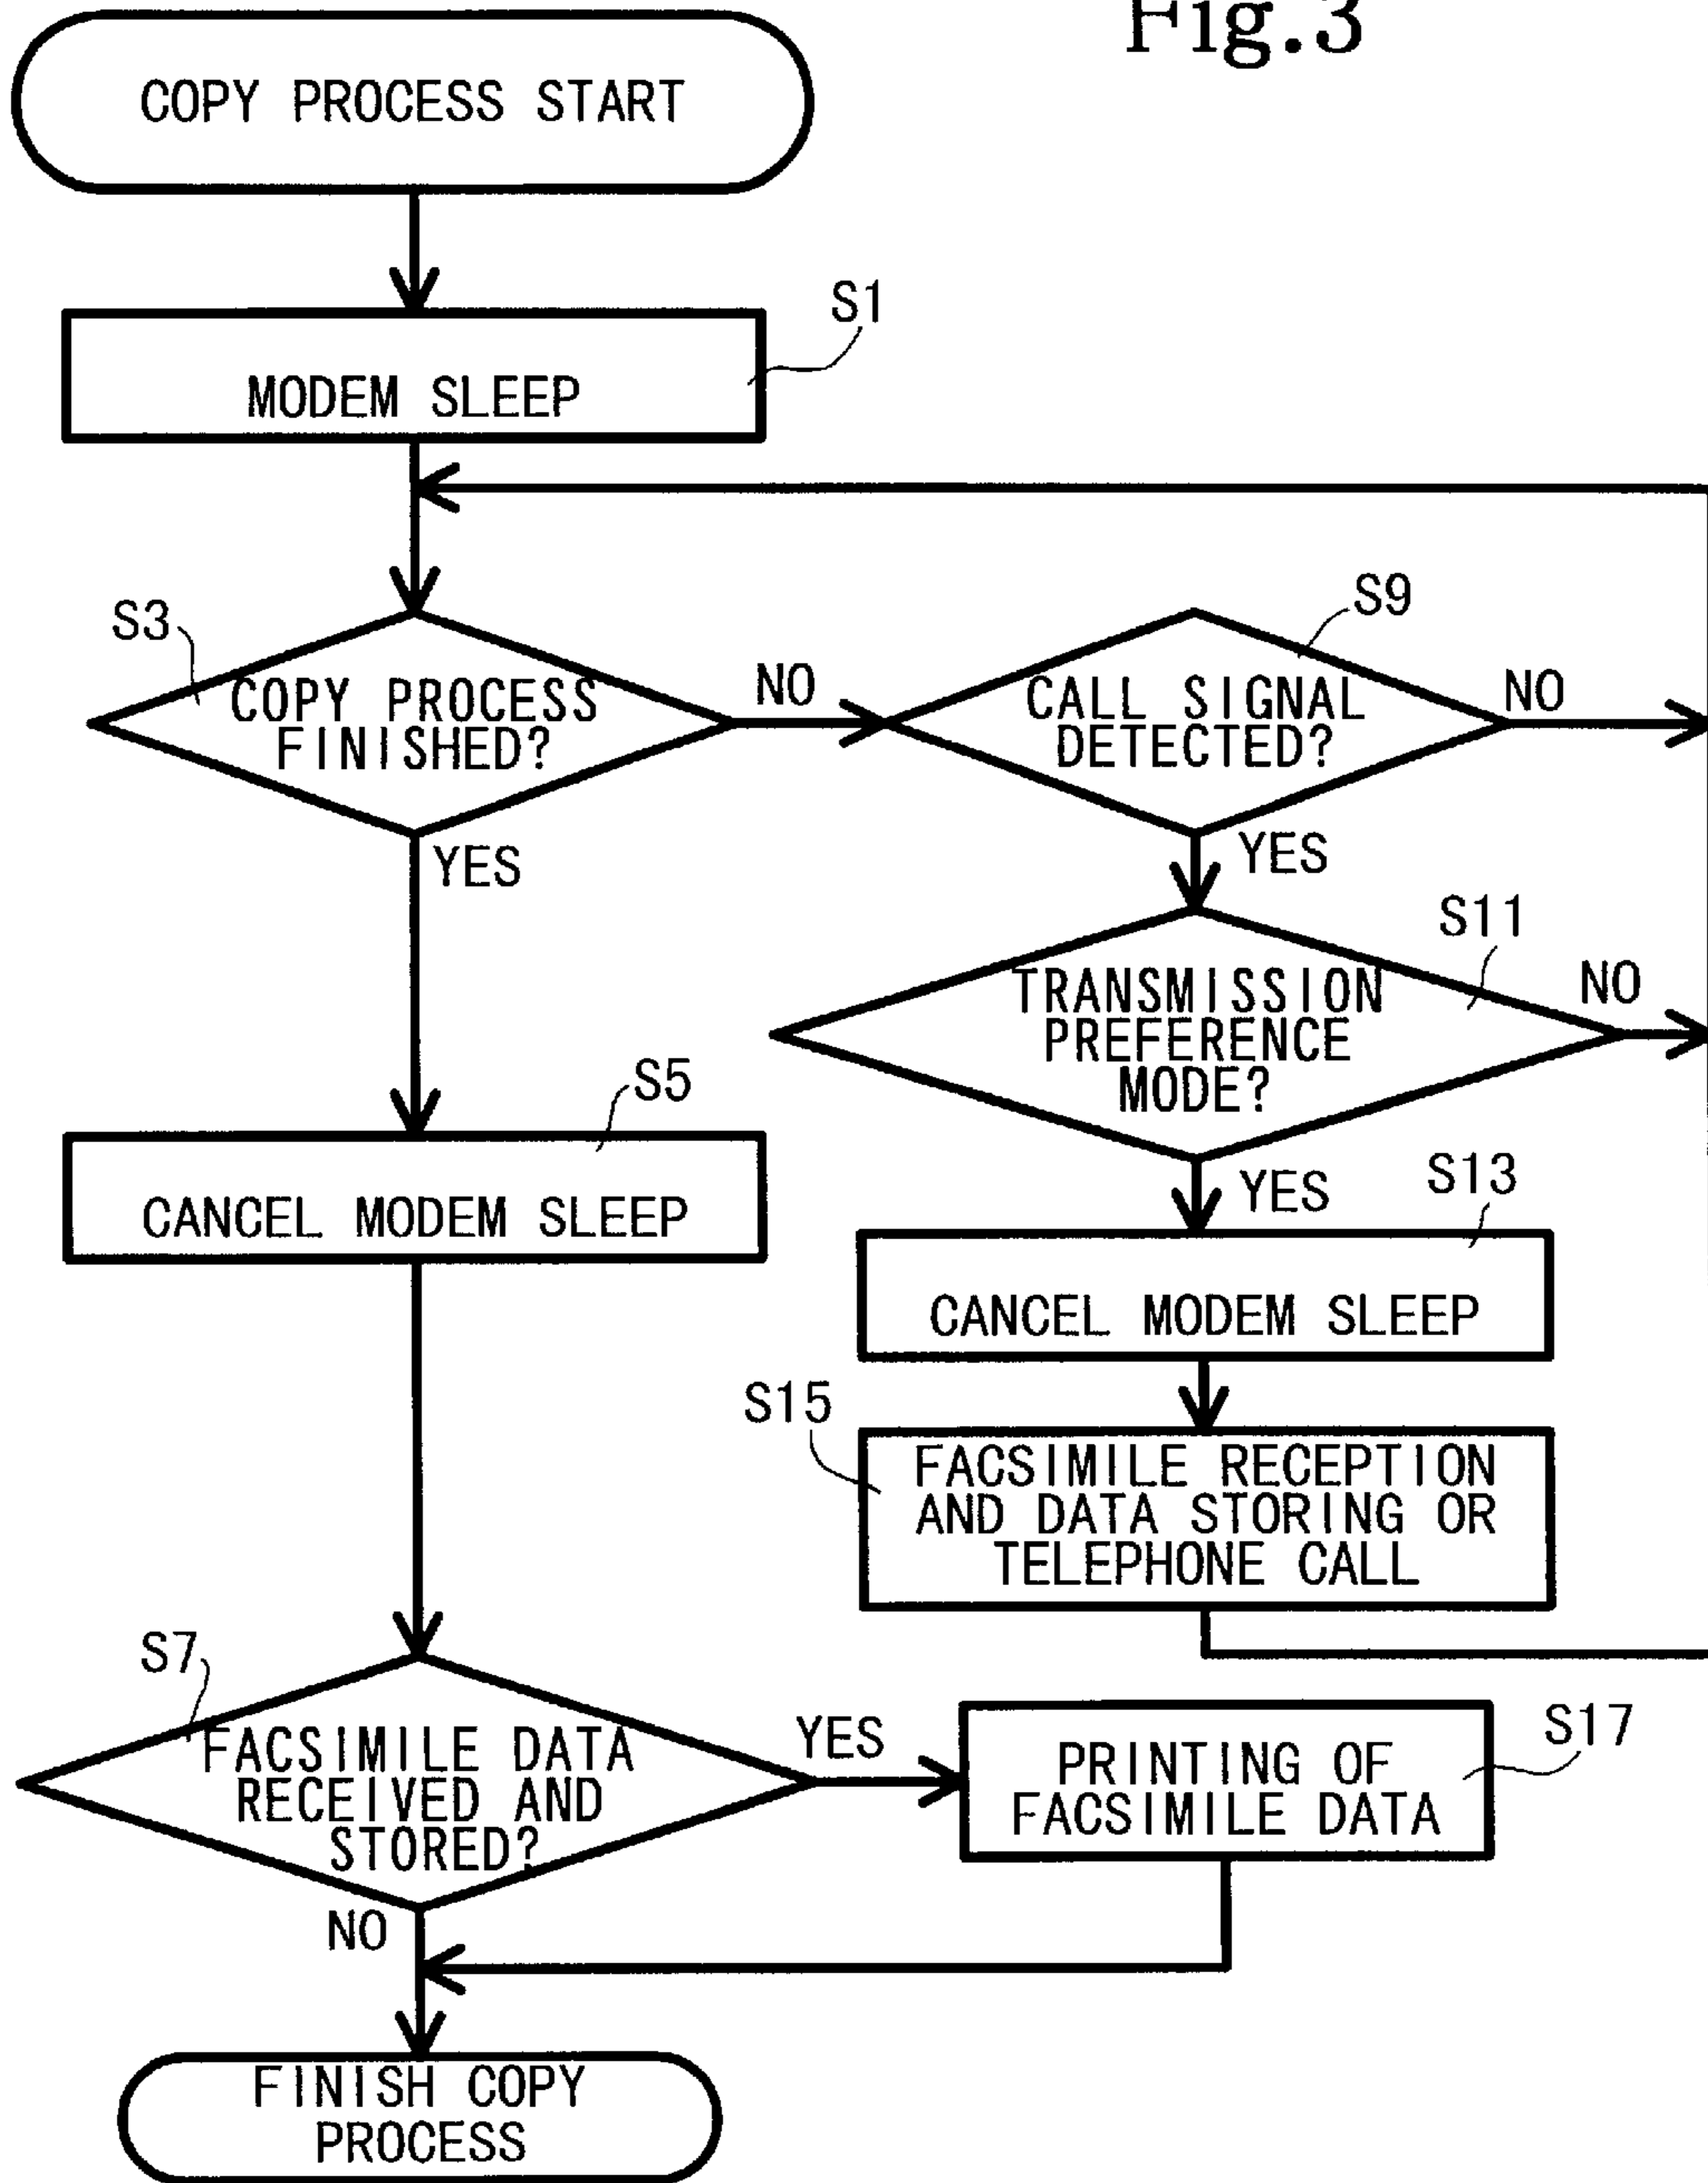 Fig.3
COPY PROCESS START
S1
MODEM SLEEP
S3
COPY PROCESS
FINISHED?
NO
S9
CALL SIGNAL
DETECTED?
NO
YES
YES
S11
TRANSMISSION
PREFERENCE
MODE?
NO
YES
S5
CANCEL MODEM SLEEP
S13
CANCEL MODEM SLEEP
S15
FACSIMILE RECEPTION
AND DATA STORING OR
TELEPHONE CALL
S7
FACSIMILE DATA
RECEIVED AND
STORED?
YES
S17
PRINTING OF
FACSIMILE DATA
NO
FINISH COPY
PROCESS